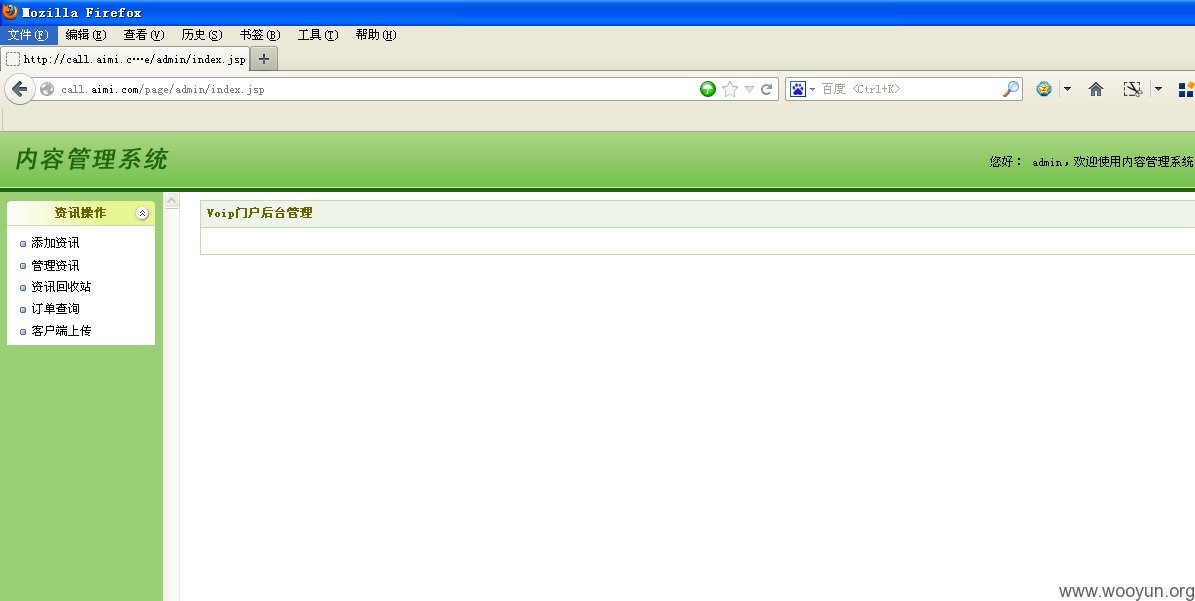 Mozilla Firefox
文件(F) 编辑(E) 查看(V) 历史(S) 书签(B) 工具(T) 帮助(H)
http://call.aimi.c...e/admin/index.jsp
call.aimi.com/page/admin/index.jsp
百度 <Ctrl+K>
内容管理系统
您好： admin，欢迎使用内容管理系统
资讯操作
添加资讯
管理资讯
资讯回收站
订单查询
客户端上传
Voip门户后台管理
www.wooyun.org